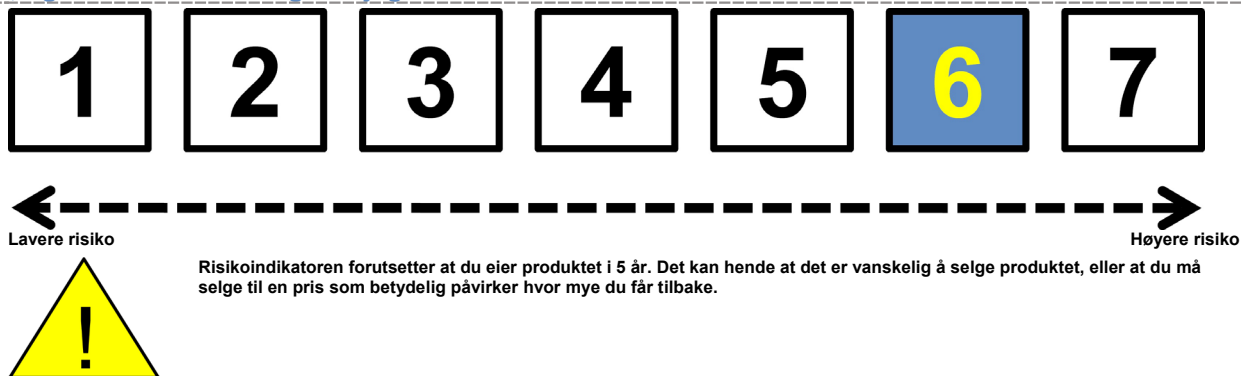 1 2 3 4 5 6 7
Lavere risiko Høyere risiko
Risikoindikatoren forutsetter at du eier produktet i 5 år. Det kan hende at det er vanskelig å selge produktet, eller at du må
selge til en pris som betydelig påvirker hvor mye du får tilbake.
!